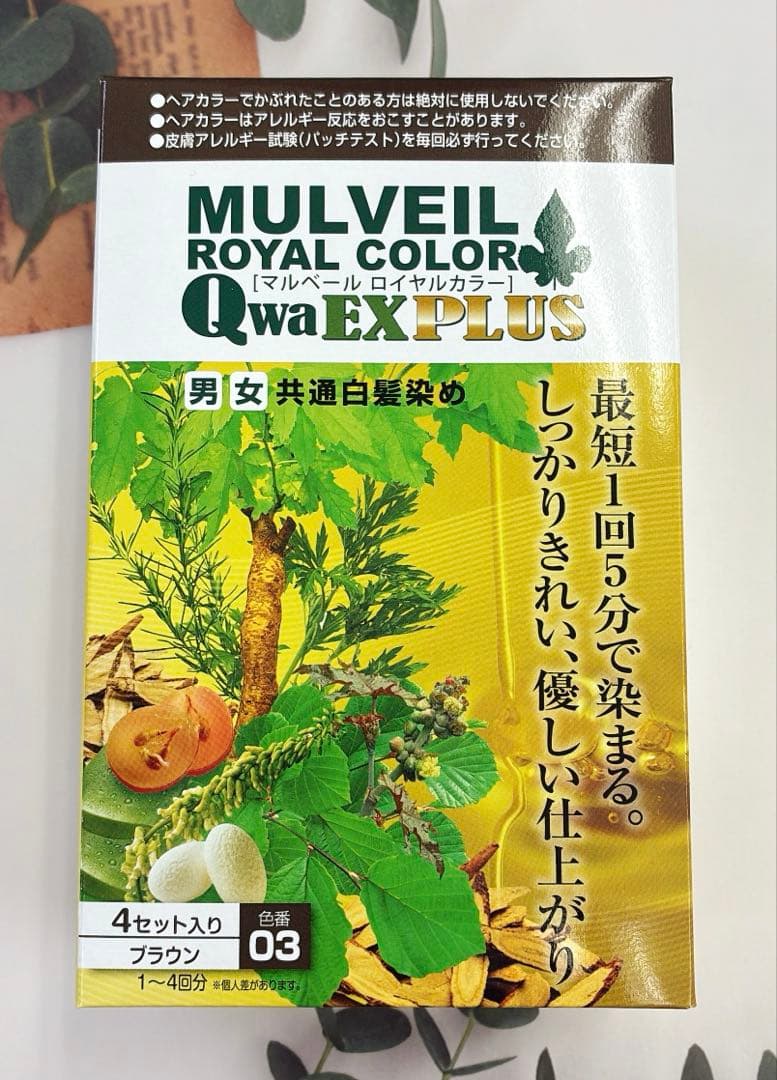 ●ヘアカラーでかぶれたことのある方は絶対に使用しないでください。
●ヘアカラーはアレルギー反応をおこすことがあります。
●皮膚アレルギー試験(パッチテスト)を毎回必ず行ってください。
MULVEIL
ROYAL COLOR
[マルベール ロイヤルカラー]
Qwa EX PLUS
男 女 共通白髪染め
最短1回5分で染まる。
しっかりきれい、優しい仕上がり
4セット入り
ブラウン
色番
03
1〜4回分 ※個人差があります。